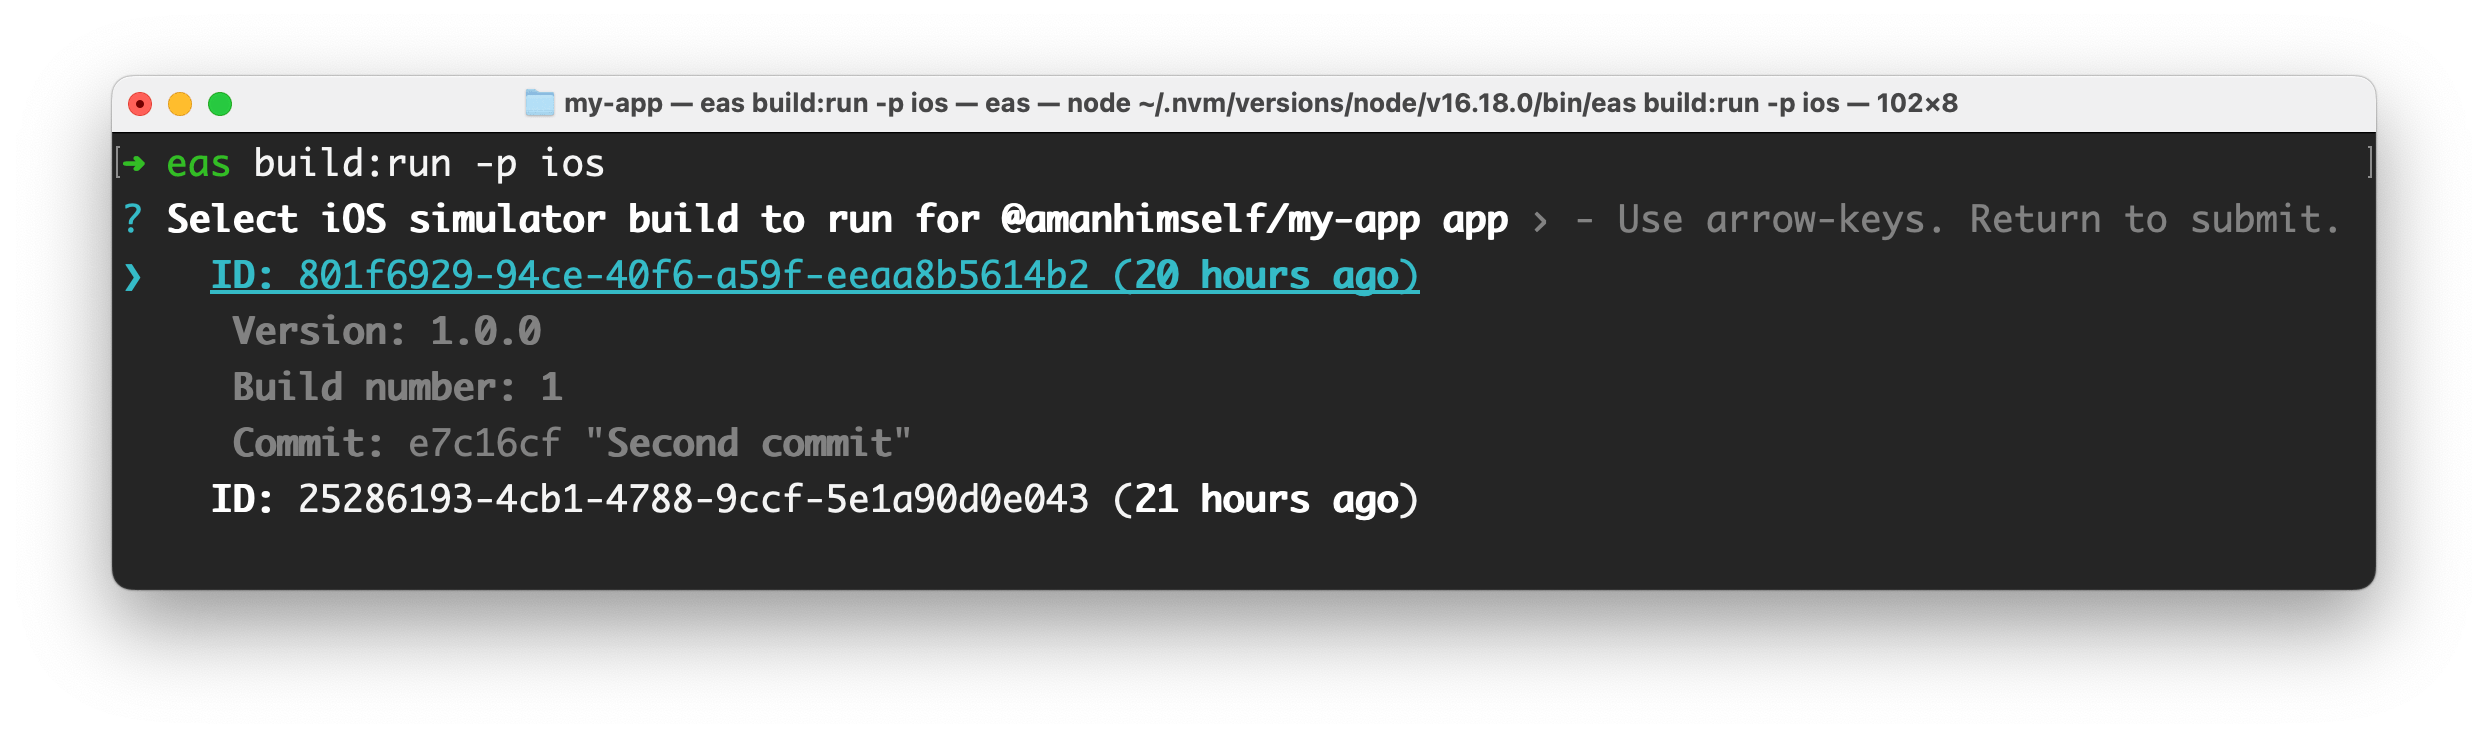 my-app — eas build:run -p ios — eas — node ~/.nvm/versions/node/v16.18.0/bin/eas build:run -p ios — 102×8
[➜ eas build:run -p ios ]
? Select iOS simulator build to run for @amanhimself/my-app app › - Use arrow-keys. Return to submit.
❯ ID: 801f6929-94ce-40f6-a59f-eeaa8b5614b2 (20 hours ago)
Version: 1.0.0
Build number: 1
Commit: e7c16cf "Second commit"
ID: 25286193-4cb1-4788-9ccf-5e1a90d0e043 (21 hours ago)